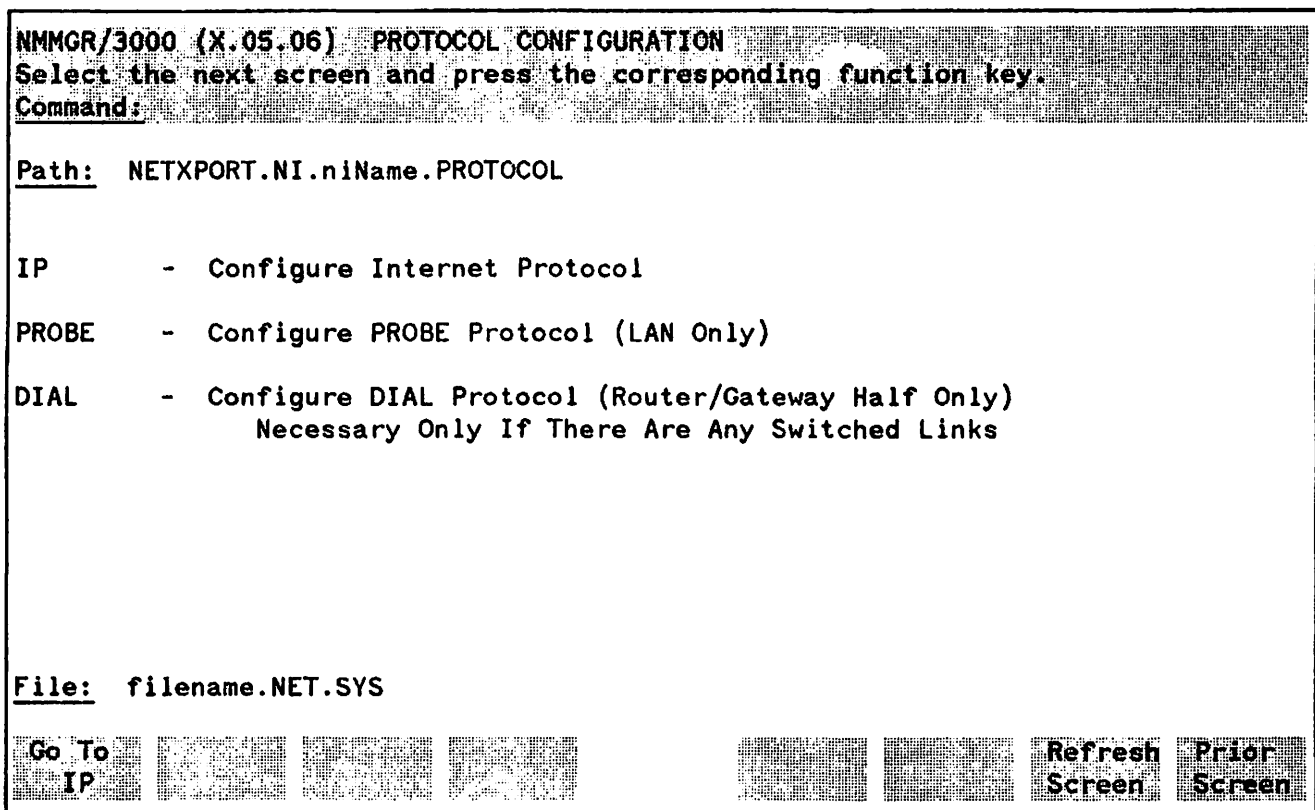 NMMGR/3000 (X.05.06) PROTOCOL CONFIGURATION
Select the next screen and press the corresponding function key.
Command:
Path: NETXPORT.NI.niName.PROTOCOL
IP - Configure Internet Protocol
PROBE - Configure PROBE Protocol (LAN Only)
DIAL - Configure DIAL Protocol (Router/Gateway Half Only)
Necessary Only If There Are Any Switched Links
File: filename.NET.SYS
Go To Refresh Prior
IP Screen Screen